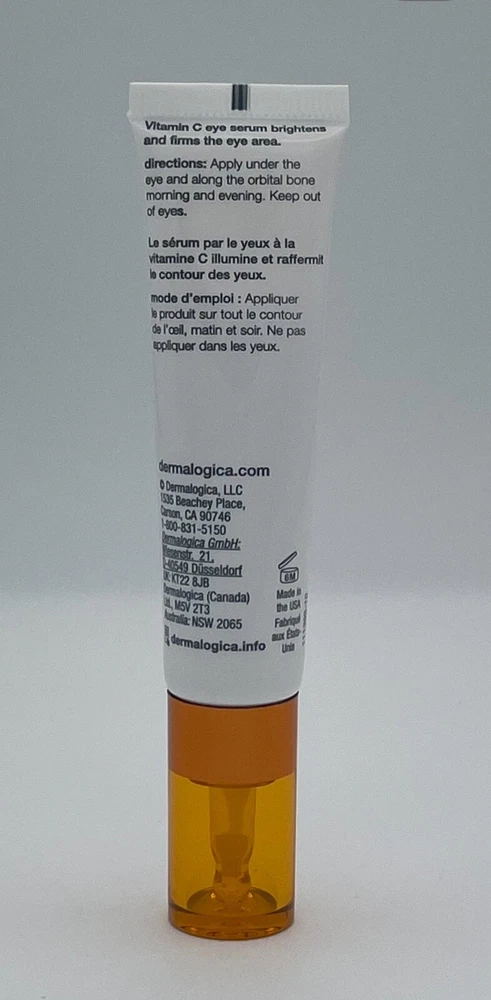 Vitamin C eye serum brightens
and firms the eye area.
directions: Apply under the
eye and along the orbital bone
morning and evening. Keep out
of eyes.
Le sérum par le yeux à la
vitamine C illumine et raffermit
le contour des yeux.
mode d'emploi : Appliquer
le produit sur tout le contour
de l'œil, matin et soir. Ne pas
appliquer dans les yeux.
dermalogica.com
© Dermalogica, LLC
1535 Beachey Place,
Carson, CA 90746
1-800-831-5150
Dermalogica GmbH:
Wiesenstr. 21,
D-40549 Düsseldorf
UK: KT22 8JB
Dermalogica (Canada)
Ltd., M5V 2T3
Australia: NSW 2065
dermalogica.info
6M
Made in
the USA
Fabriqué
aux États-
Unis